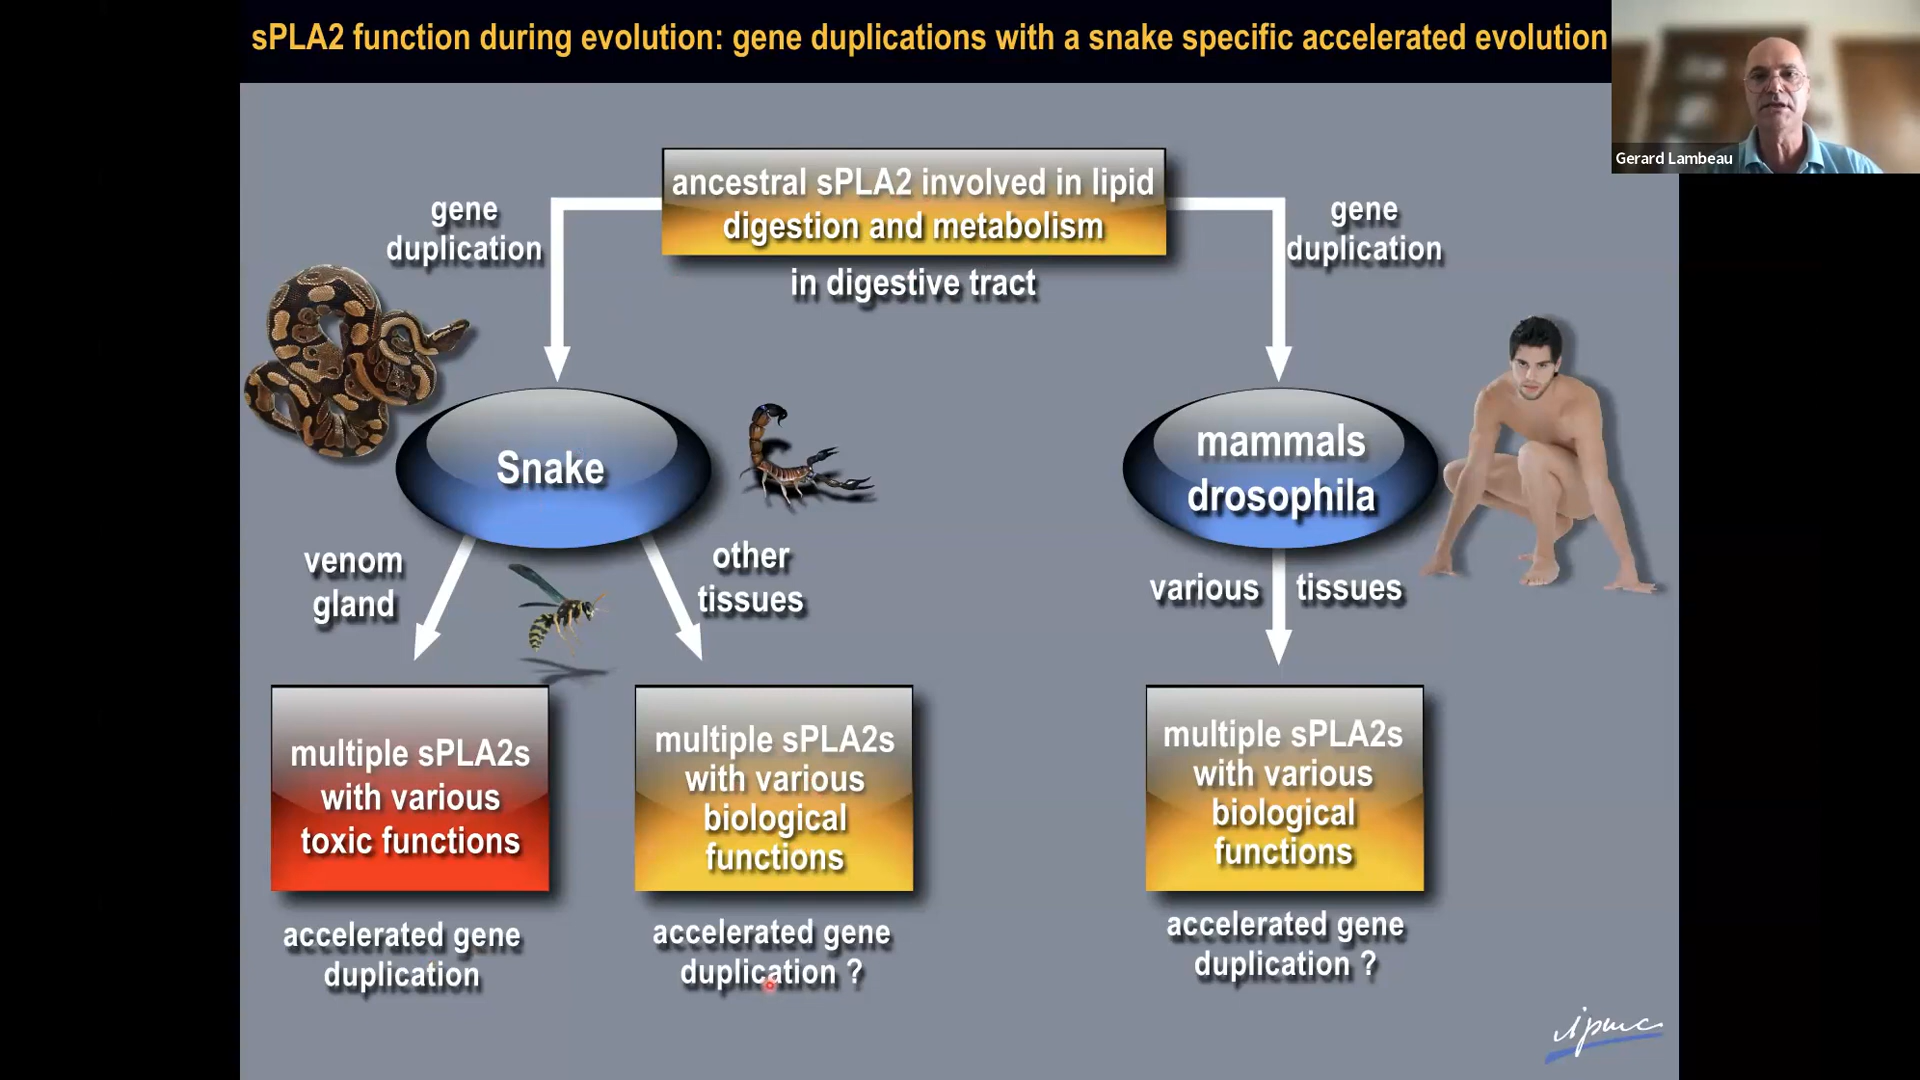 sPLA2 function during evolution: gene duplications with a snake specific accelerated evolution
Gerard Lambeau
ancestral sPLA2 involved in lipid
digestion and metabolism
in digestive tract
gene
duplication
gene
duplication
Snake
mammals
drosophila
venom
gland
other
tissues
various tissues
multiple sPLA2s
with various
toxic functions
multiple sPLA2s
with various
biological
functions
multiple sPLA2s
with various
biological
functions
accelerated gene
duplication
accelerated gene
duplication ?
accelerated gene
duplication ?
ipmc